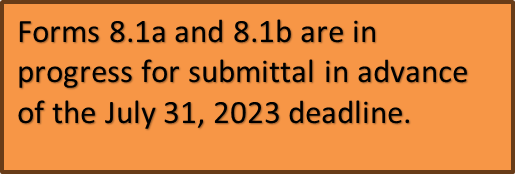 Forms 8.1a and 8.1b are in
progress for submittal in advance
of the July 31, 2023 deadline.